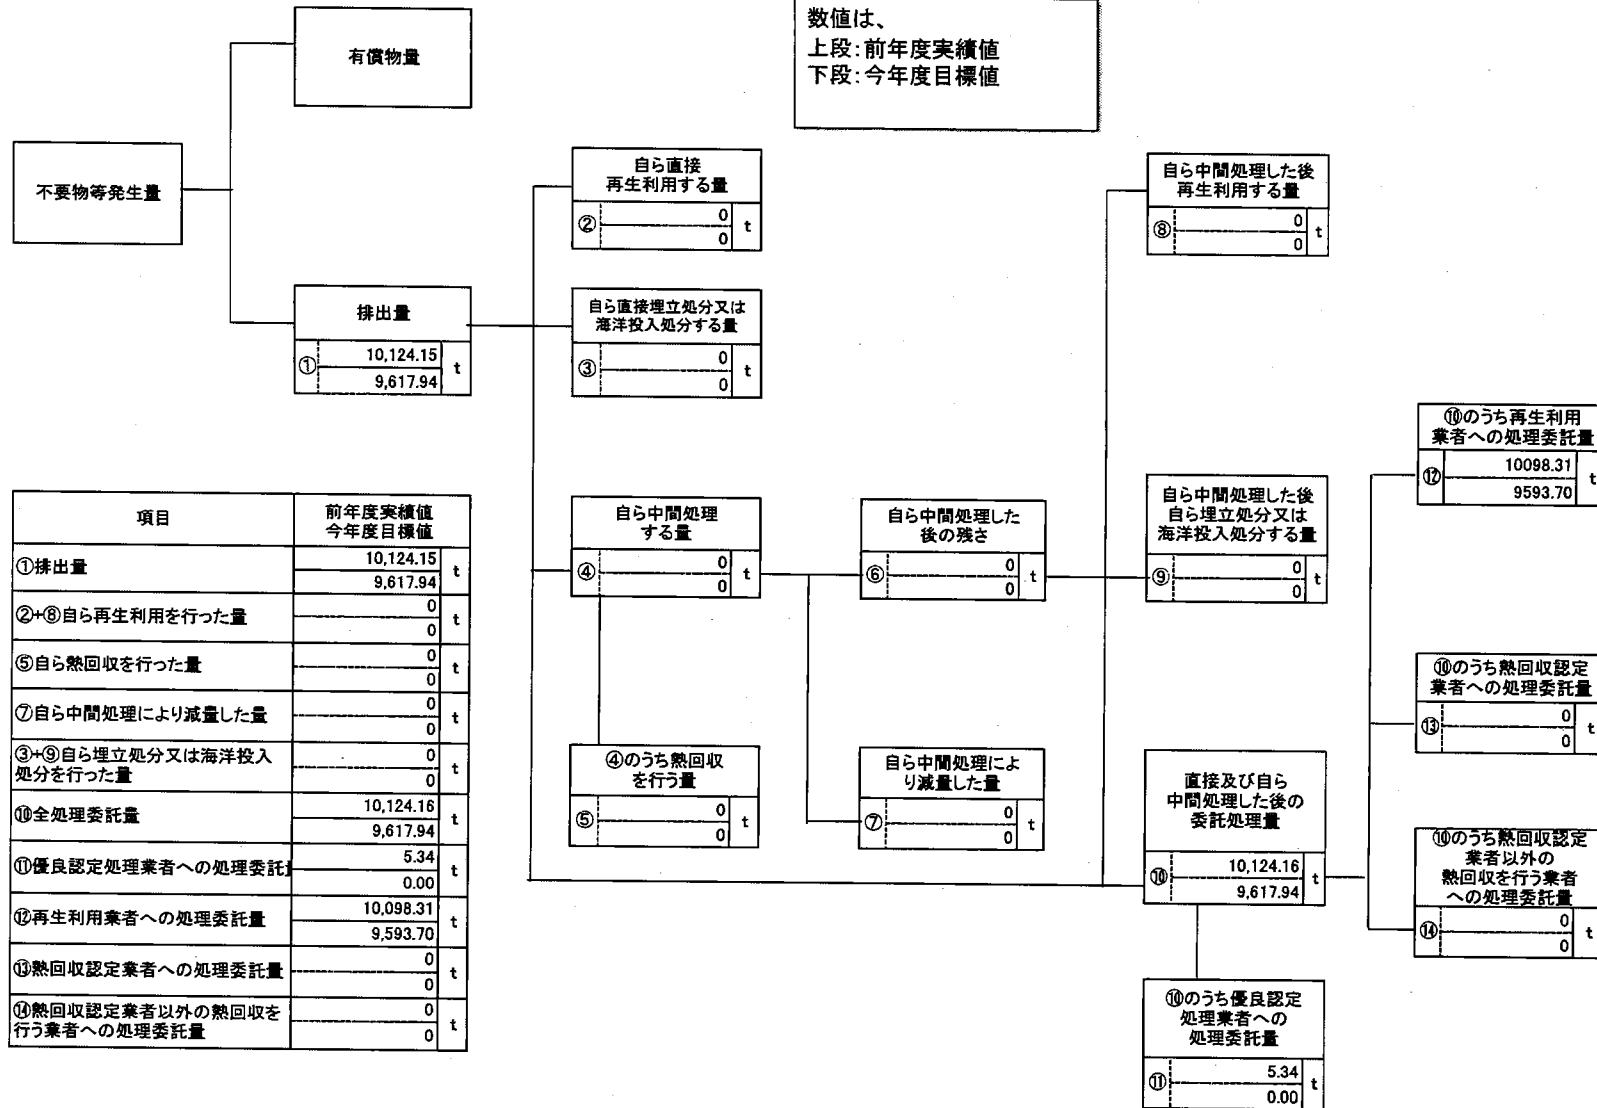 数値は、
上段:前年度実績値
下段:今年度目標値
有償物量
不要物等発生量
排出量
① 10,124.15 t
9,617.94
自ら直接
再生利用する量
② 0 t
0
自ら直接埋立処分又は
海洋投入処分する量
③ 0 t
0
自ら中間処理
する量
④ 0 t
0
④のうち熱回収
を行う量
⑤ 0 t
0
自ら中間処理した
後の残さ
⑥ 0 t
0
自ら中間処理によ
り減量した量
⑦ 0 t
0
自ら中間処理した後
再生利用する量
⑧ 0 t
0
自ら中間処理した後
自ら埋立処分又は
海洋投入処分する量
⑨ 0 t
0
直接及び自ら
中間処理した後の
委託処理量
⑩ 10,124.16 t
9,617.94
⑩のうち優良認定
処理業者への
処理委託量
⑪ 5.34 t
0.00
⑩のうち再生利用
業者への処理委託量
⑫ 10098.31 t
9593.70
⑩のうち熱回収認定
業者への処理委託量
⑬ 0 t
0
⑩のうち熱回収認定
業者以外の
熱回収を行う業者
への処理委託量
⑭ 0 t
0
項目 前年度実績値
今年度目標値
①排出量 10,124.15 t
9,617.94
②+⑧自ら再生利用を行った量 0 t
0
⑤自ら熱回収を行った量 0 t
0
⑦自ら中間処理により減量した量 0 t
0
③+⑨自ら埋立処分又は海洋投入
処分を行った量 0 t
0
⑩全処理委託量 10,124.16 t
9,617.94
⑪優良認定処理業者への処理委託 5.34 t
0.00
⑫再生利用業者への処理委託量 10,098.31 t
9,593.70
⑬熱回収認定業者への処理委託量 0 t
0
⑭熱回収認定業者以外の熱回収を
行う業者への処理委託量 0 t
0